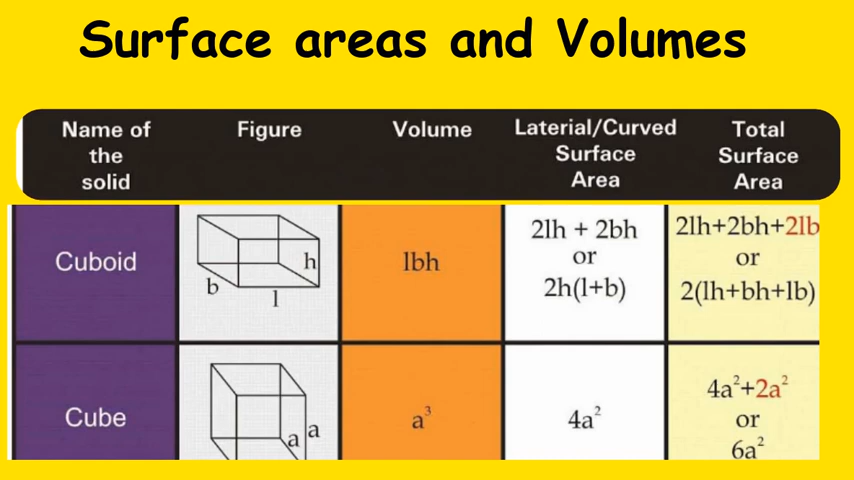 Surface areas and Volumes
Name of
the
solid
Figure
Volume
Laterial/Curved
Surface
Area
Total
Surface
Area
Cuboid
h
b
l
lbh
2lh + 2bh
or
2h(l+b)
2lh+2bh+2lb
or
2(lh+bh+lb)
Cube
a
a
a³
4a²
4a²+2a²
or
6a²